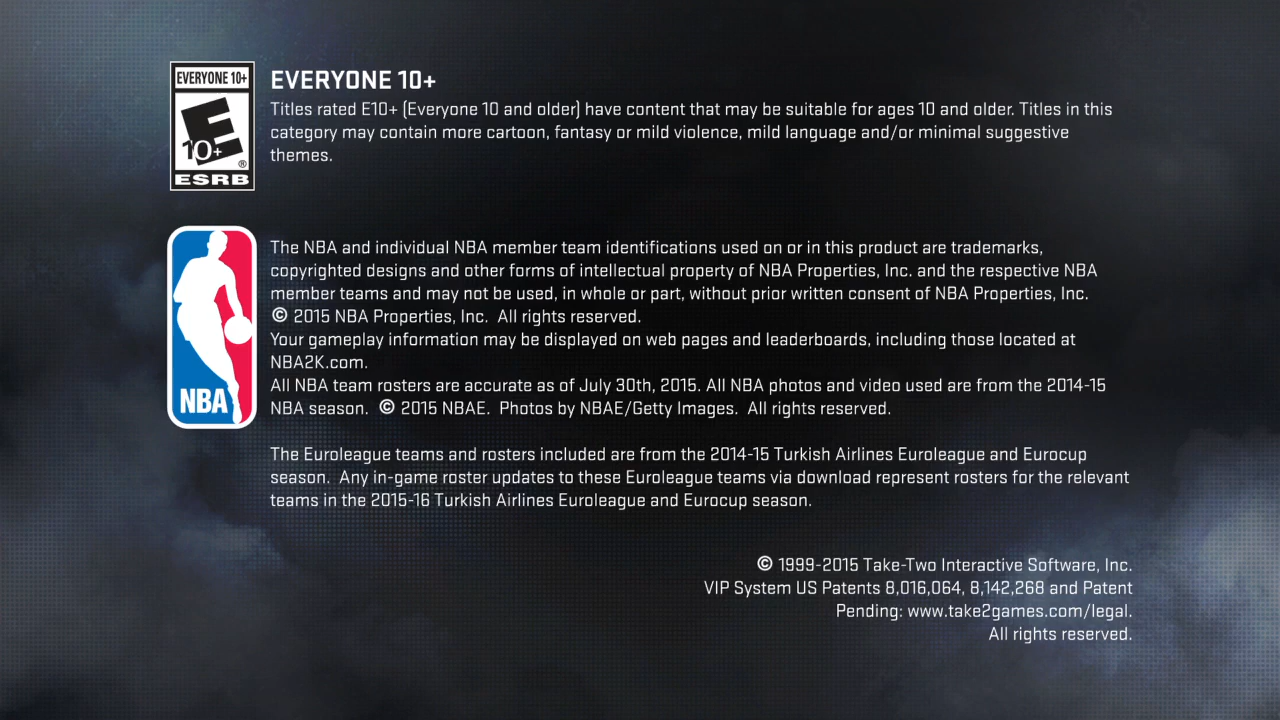 EVERYONE 10+
EVERYONE 10+
Titles rated E10+ (Everyone 10 and older) have content that may be suitable for ages 10 and older. Titles in this
category may contain more cartoon, fantasy or mild violence, mild language and/or minimal suggestive
themes.
E
10+
®
ESRB
The NBA and individual NBA member team identifications used on or in this product are trademarks,
copyrighted designs and other forms of intellectual property of NBA Properties, Inc. and the respective NBA
member teams and may not be used, in whole or part, without prior written consent of NBA Properties, Inc.
© 2015 NBA Properties, Inc.  All rights reserved.
Your gameplay information may be displayed on web pages and leaderboards, including those located at
NBA2K.com.
All NBA team rosters are accurate as of July 30th, 2015. All NBA photos and video used are from the 2014-15
NBA season.  © 2015 NBAE.  Photos by NBAE/Getty Images.  All rights reserved.
NBA
The Euroleague teams and rosters included are from the 2014-15 Turkish Airlines Euroleague and Eurocup
season.  Any in-game roster updates to these Euroleague teams via download represent rosters for the relevant
teams in the 2015-16 Turkish Airlines Euroleague and Eurocup season.
© 1999-2015 Take-Two Interactive Software, Inc.
VIP System US Patents 8,016,064, 8,142,268 and Patent
Pending: www.take2games.com/legal.
All rights reserved.